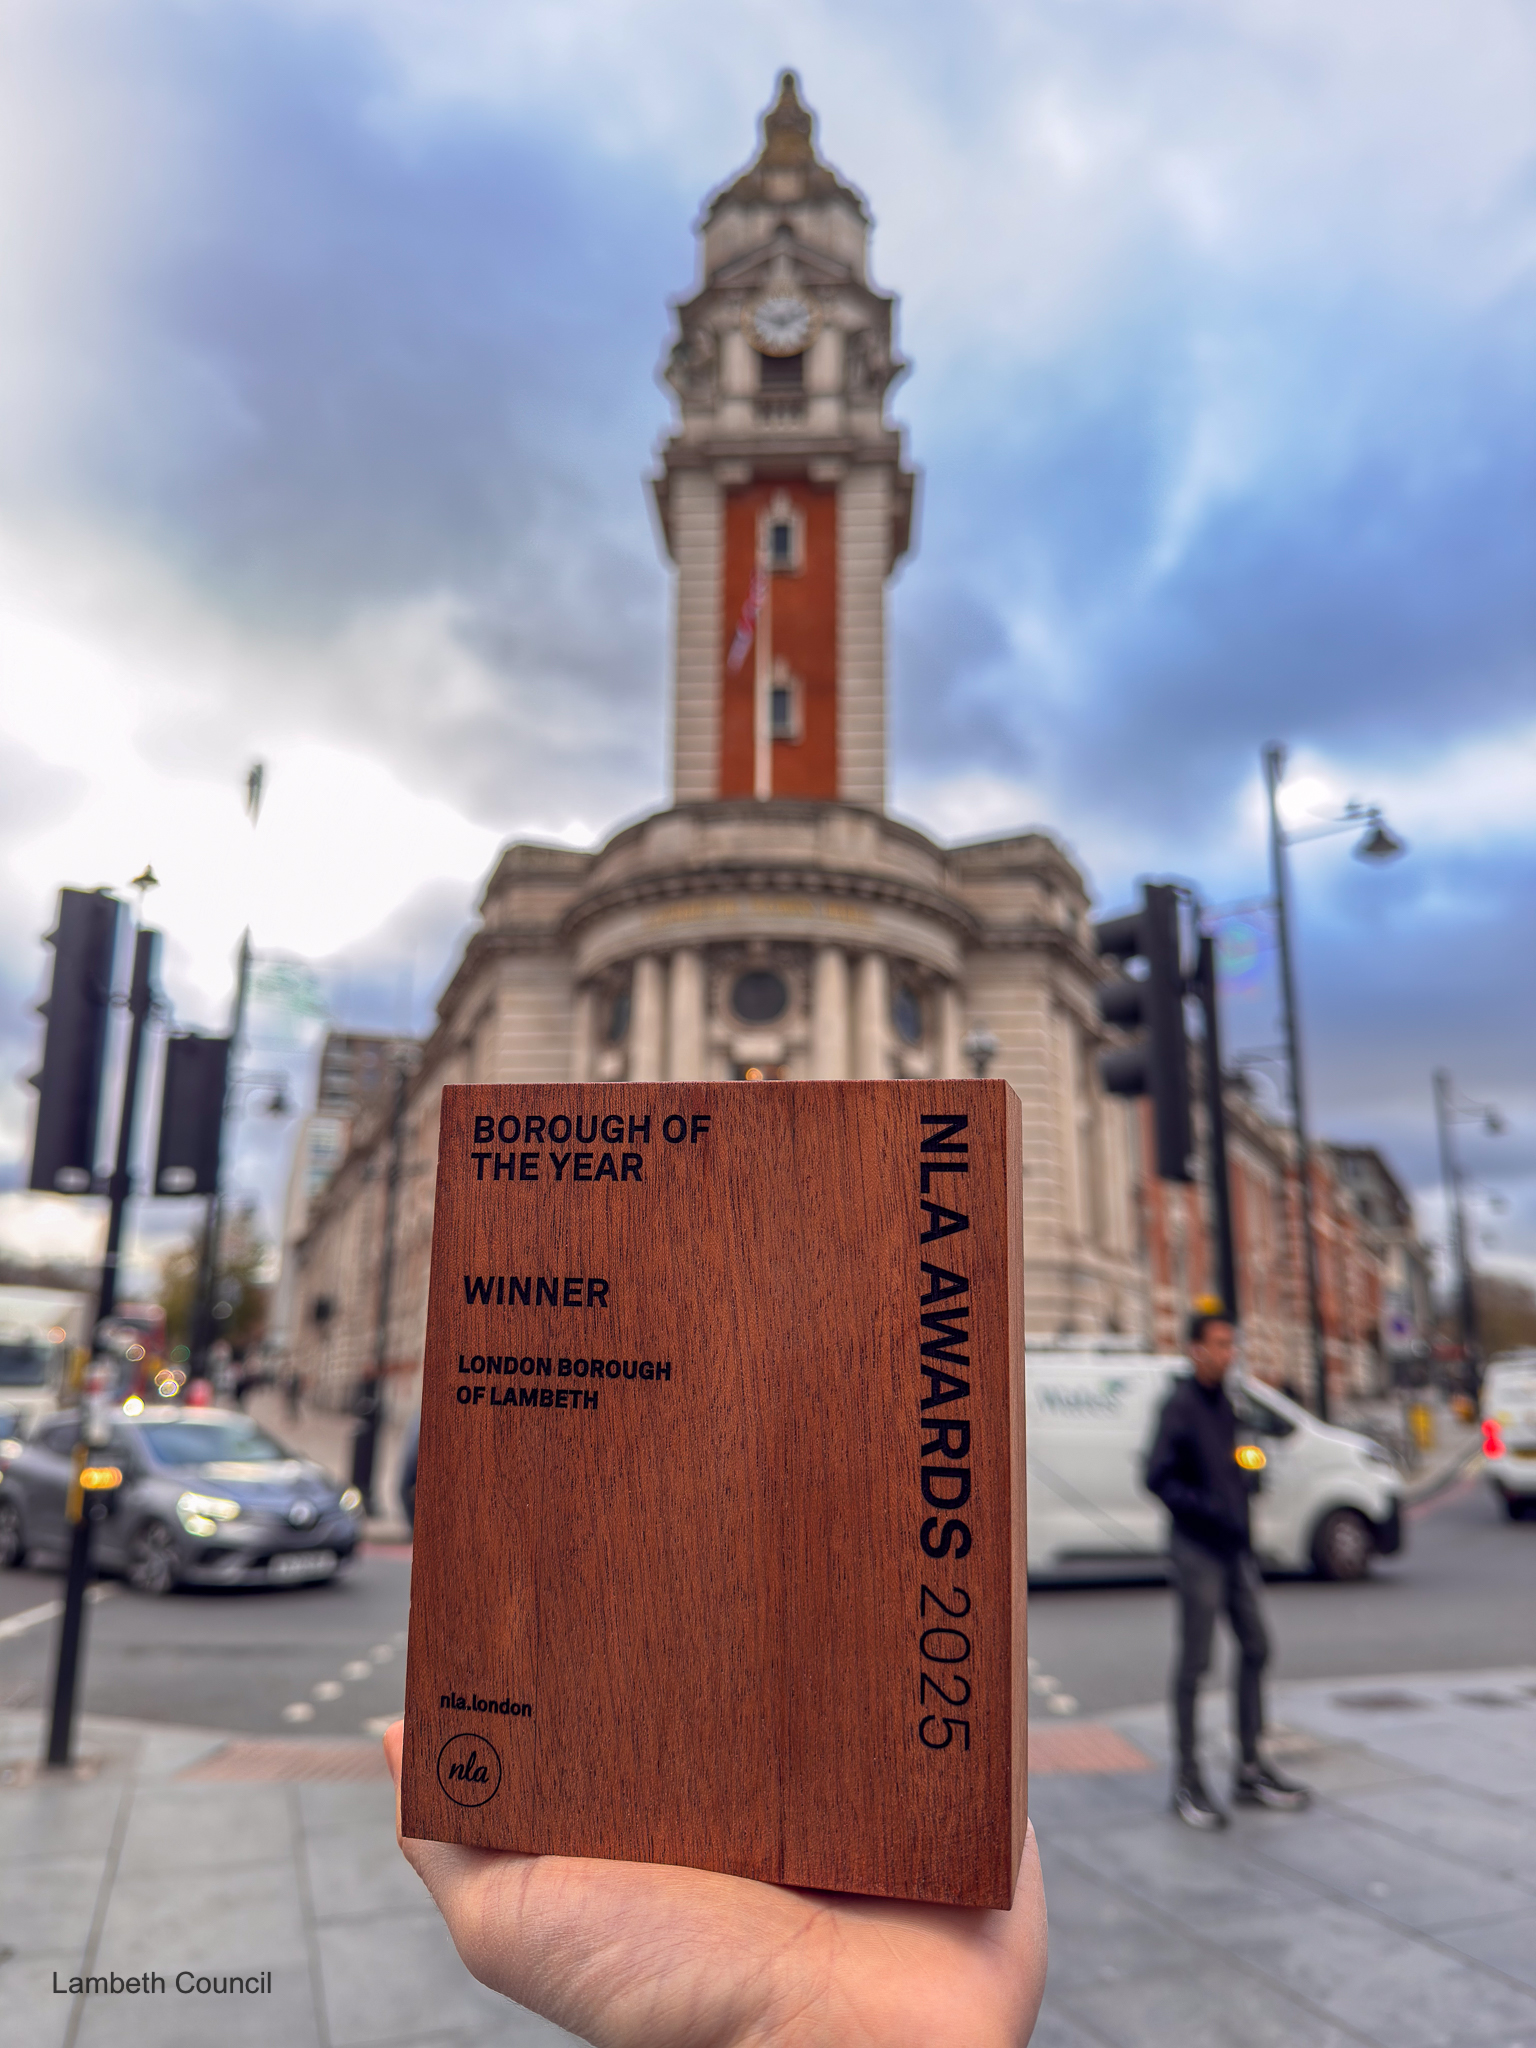 BOROUGH OF
THE YEAR
WINNER
LONDON BOROUGH
OF LAMBETH
NLA AWARDS 2025
nla.london
nla
Lambeth Council